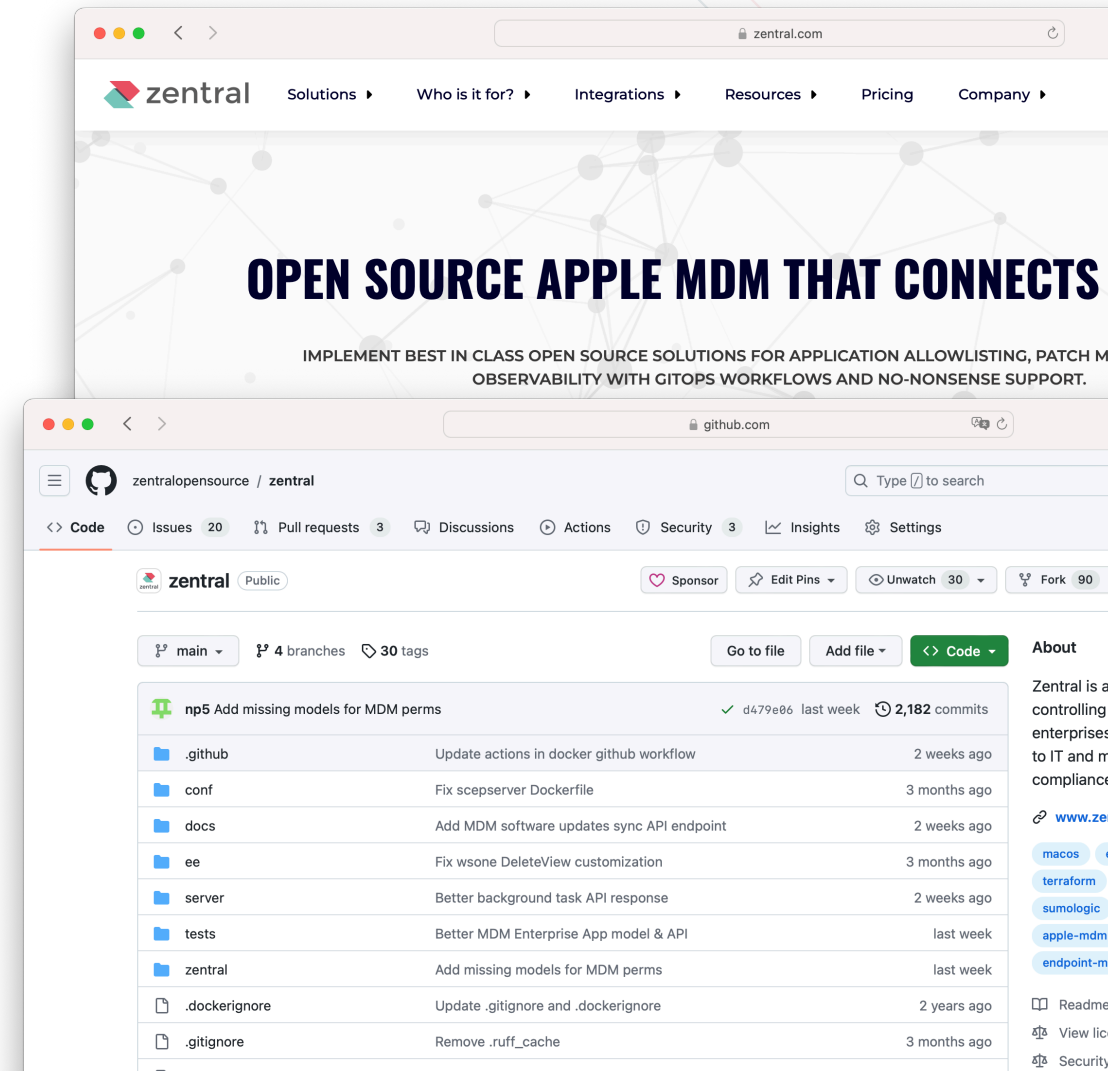 zentral.com
zentral Solutions Who is it for? Integrations Resources Pricing Company
OPEN SOURCE APPLE MDM THAT CONNECTS
IMPLEMENT BEST IN CLASS OPEN SOURCE SOLUTIONS FOR APPLICATION ALLOWLISTING, PATCH M
OBSERVABILITY WITH GITOPS WORKFLOWS AND NO-NONSENSE SUPPORT.
github.com
zentralopensource / zentral Type / to search
Code Issues 20 Pull requests 3 Discussions Actions Security 3 Insights Settings
zentral zentral Public Sponsor Edit Pins Unwatch 30 Fork 90
main 4 branches 30 tags Go to file Add file Code About
Zentral is a
np5 Add missing models for MDM perms d479e06 last week 2,182 commits controlling
enterprises
.github Update actions in docker github workflow 2 weeks ago to IT and m
compliance
conf Fix scepserver Dockerfile 3 months ago
docs Add MDM software updates sync API endpoint 2 weeks ago www.ze
ee Fix wsone DeleteView customization 3 months ago macos
terraform
server Better background task API response 2 weeks ago sumologic
tests Better MDM Enterprise App model & API last week apple-mdm
zentral Add missing models for MDM perms last week endpoint-m
.dockerignore Update .gitignore and .dockerignore 2 years ago Readme
View lic
.gitignore Remove .ruff_cache 3 months ago
Security